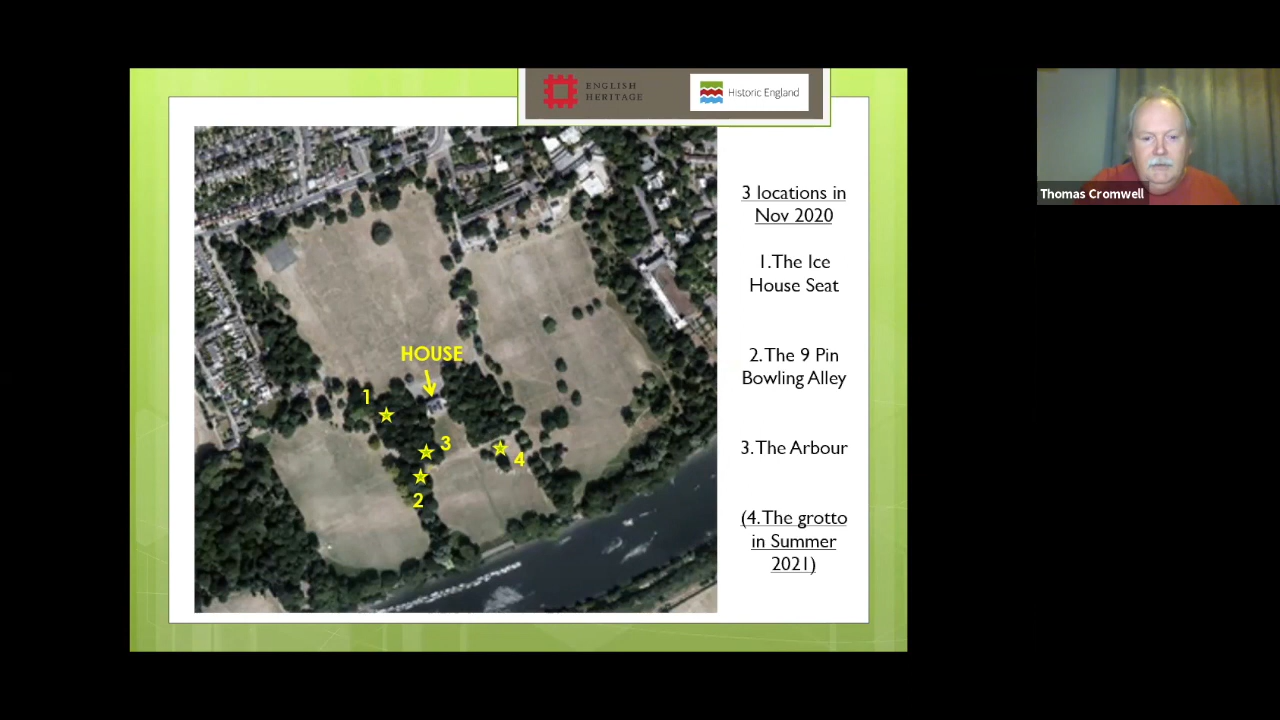 ENGLISH
HERITAGE
Historic England
3 locations in
Nov 2020
1.The Ice
House Seat
2.The 9 Pin
Bowling Alley
3.The Arbour
(4.The grotto
in Summer
2021)
HOUSE
1
3
4
2
Thomas Cromwell